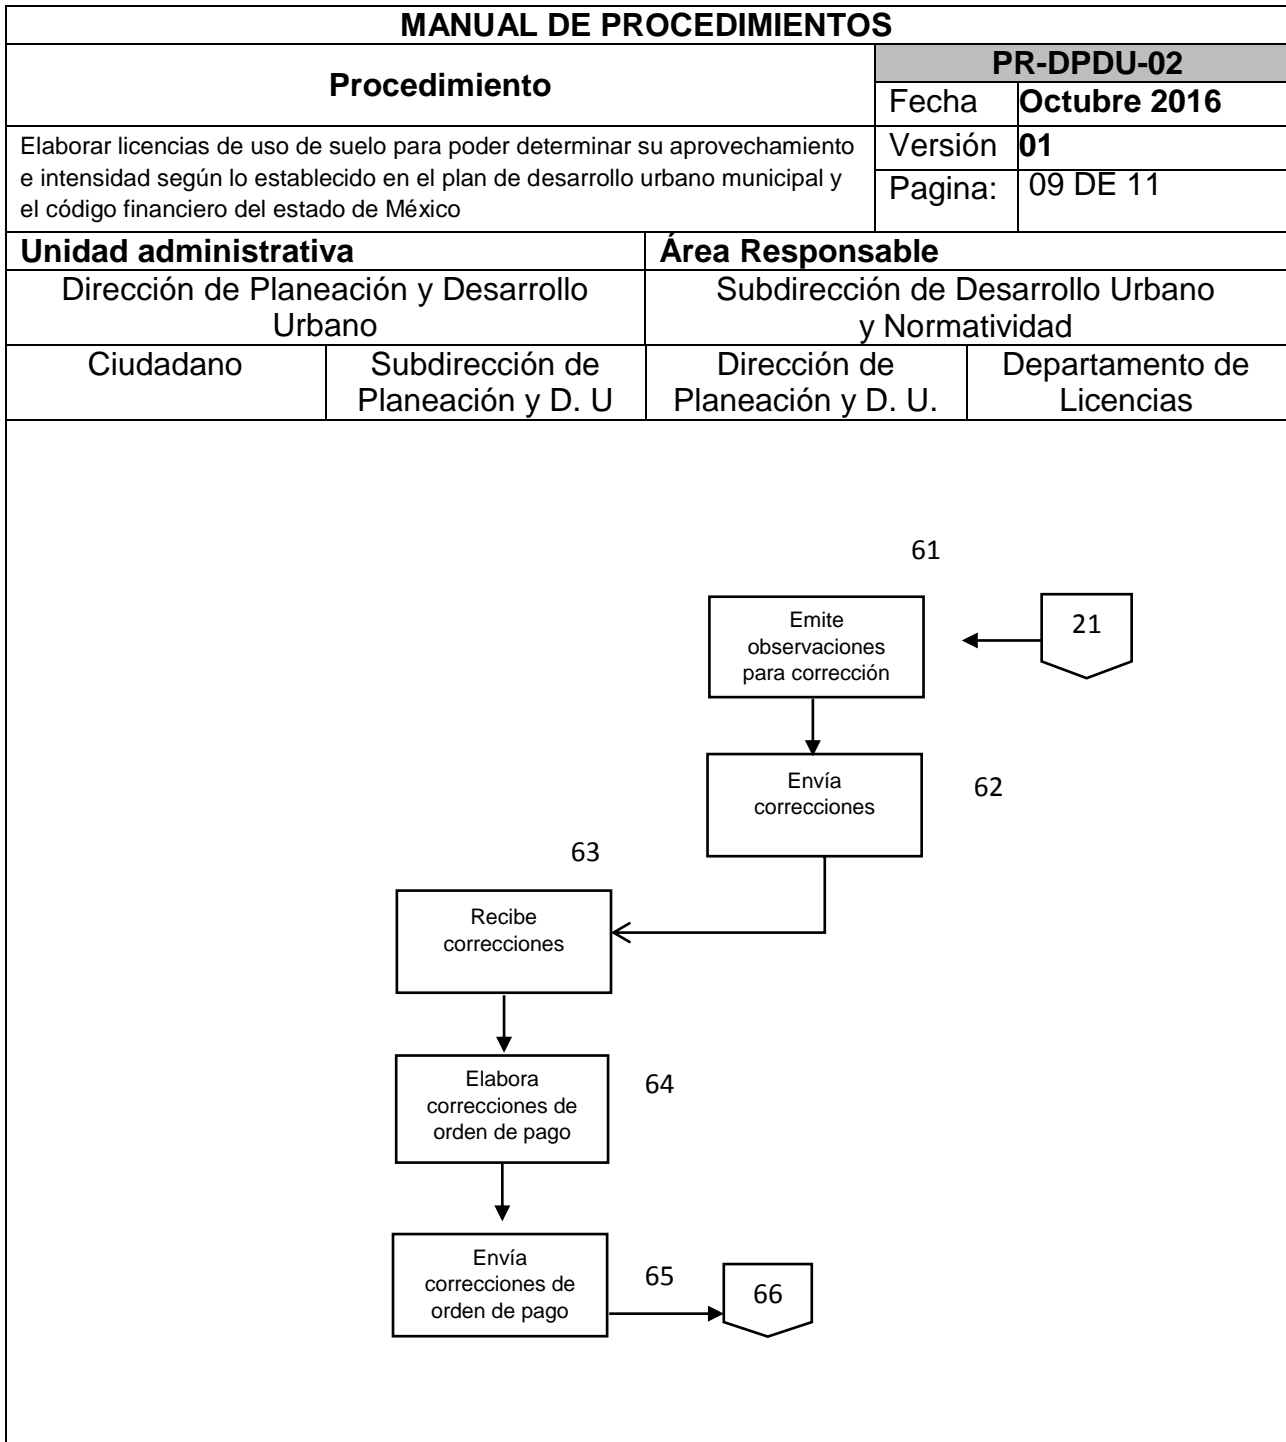 MANUAL DE PROCEDIMIENTOS
Procedimiento
PR-DPDU-02
Fecha Octubre 2016
Elaborar licencias de uso de suelo para poder determinar su aprovechamiento
e intensidad según lo establecido en el plan de desarrollo urbano municipal y
el código financiero del estado de México
Versión 01
Pagina: 09 DE 11
Unidad administrativa
Área Responsable
Dirección de Planeación y Desarrollo
Urbano
Subdirección de Desarrollo Urbano
y Normatividad
Ciudadano
Subdirección de
Planeación y D. U
Dirección de
Planeación y D. U.
Departamento de
Licencias
61
Emite
observaciones
para corrección
21
Envía
correcciones
62
63
Recibe
correcciones
Elabora
correcciones de
orden de pago
64
Envía
correcciones de
orden de pago
65
66